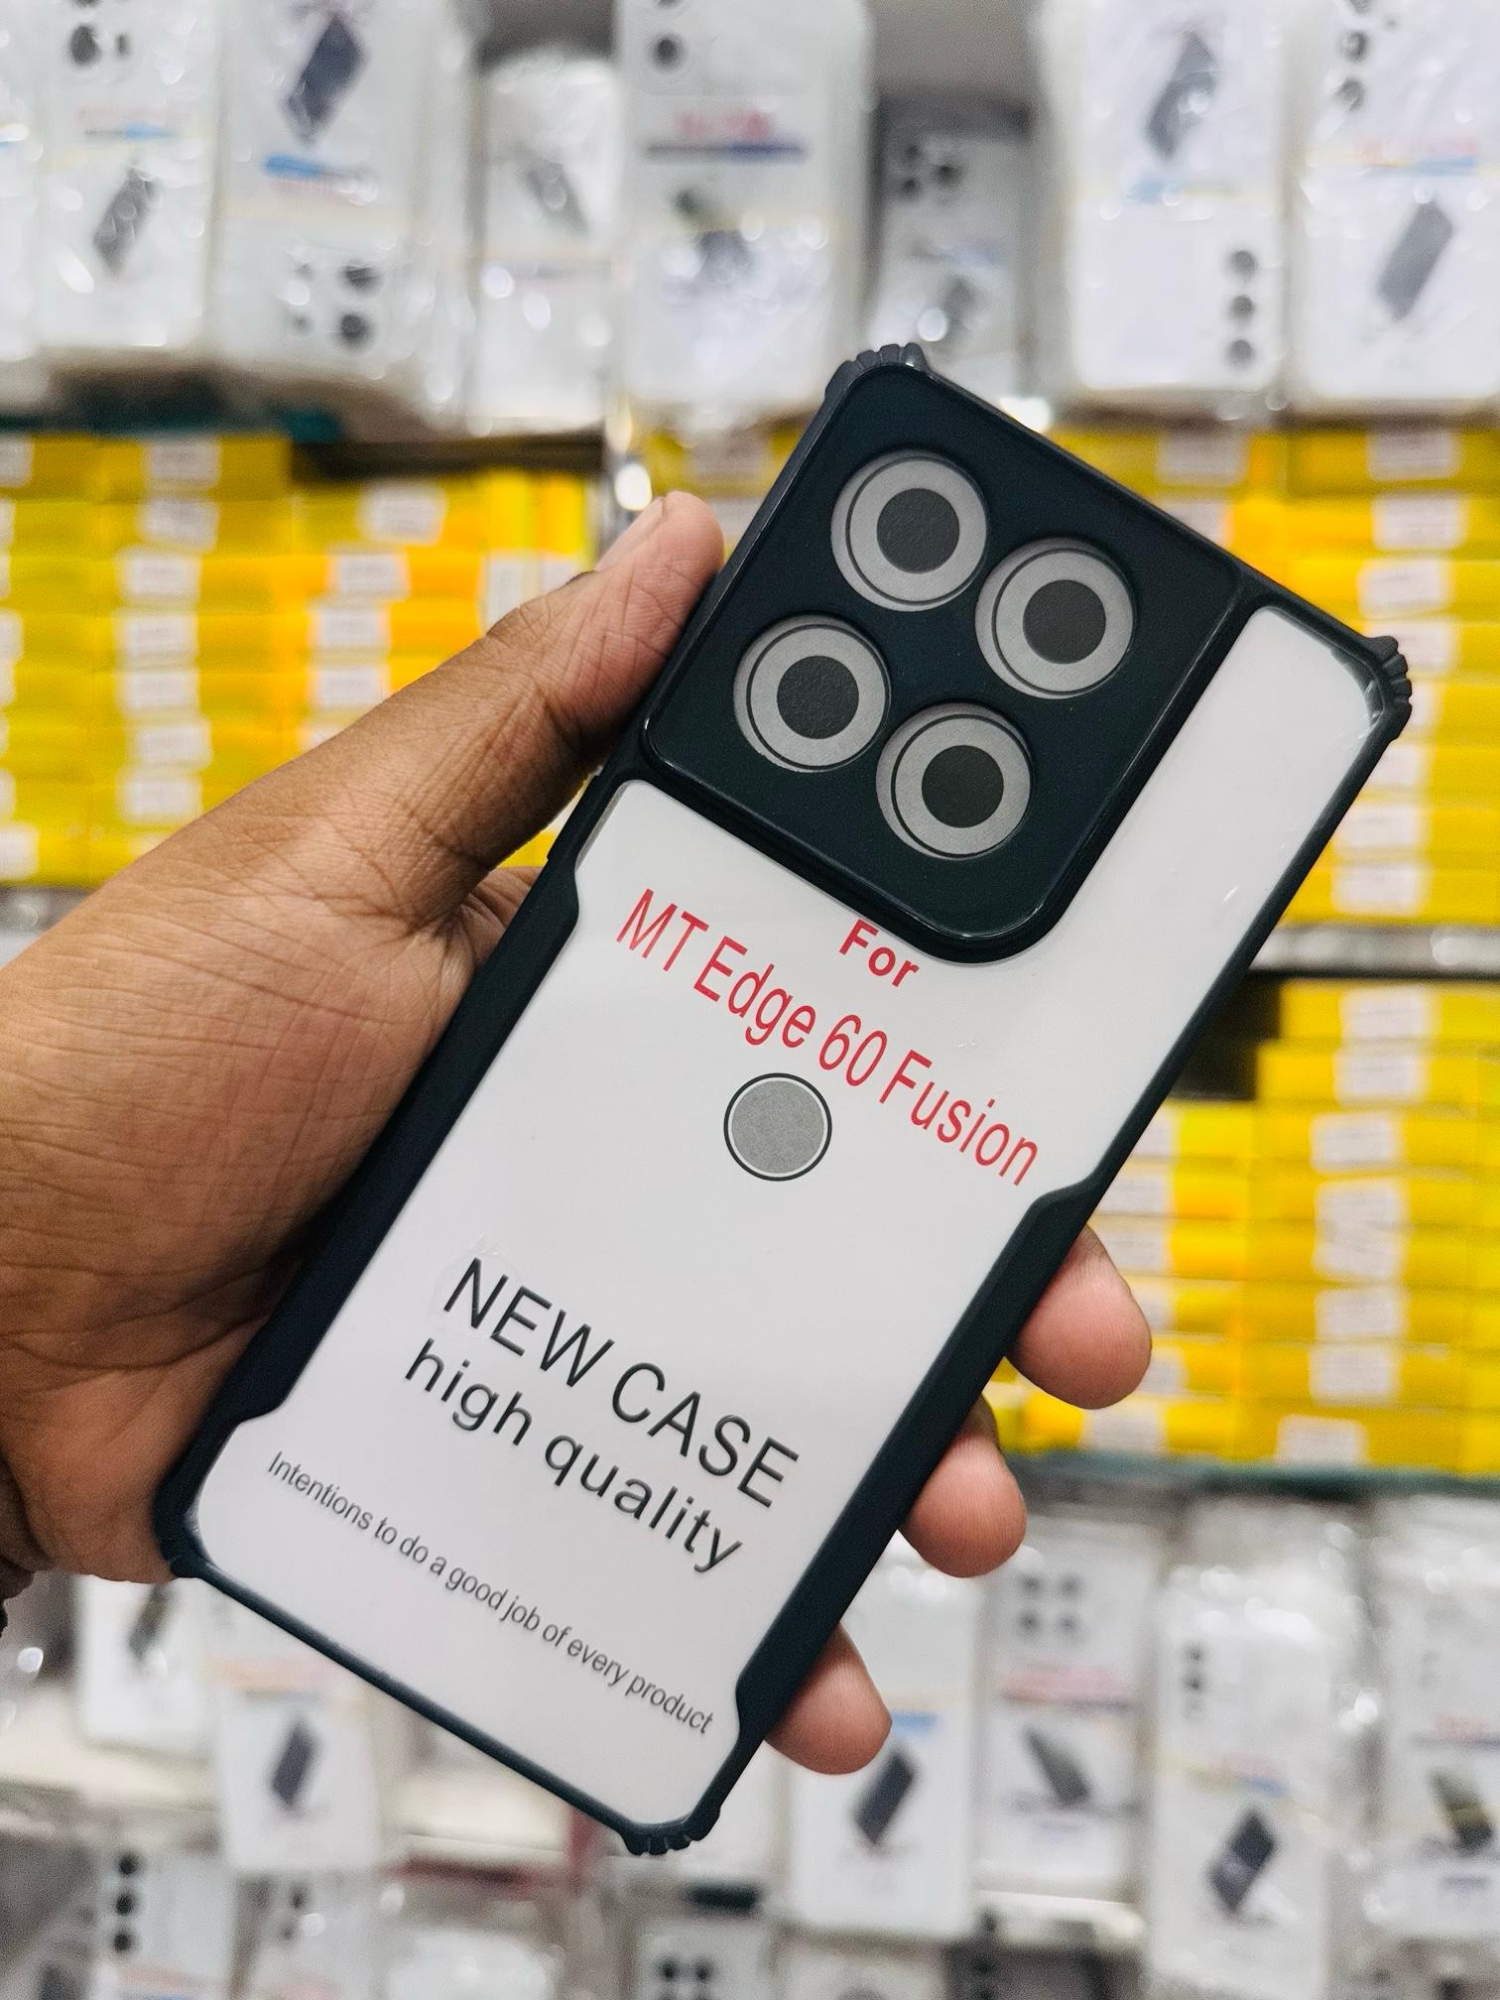 For
MT Edge 60 Fusion
NEW CASE
high quality
Intentions to do a good job of every product